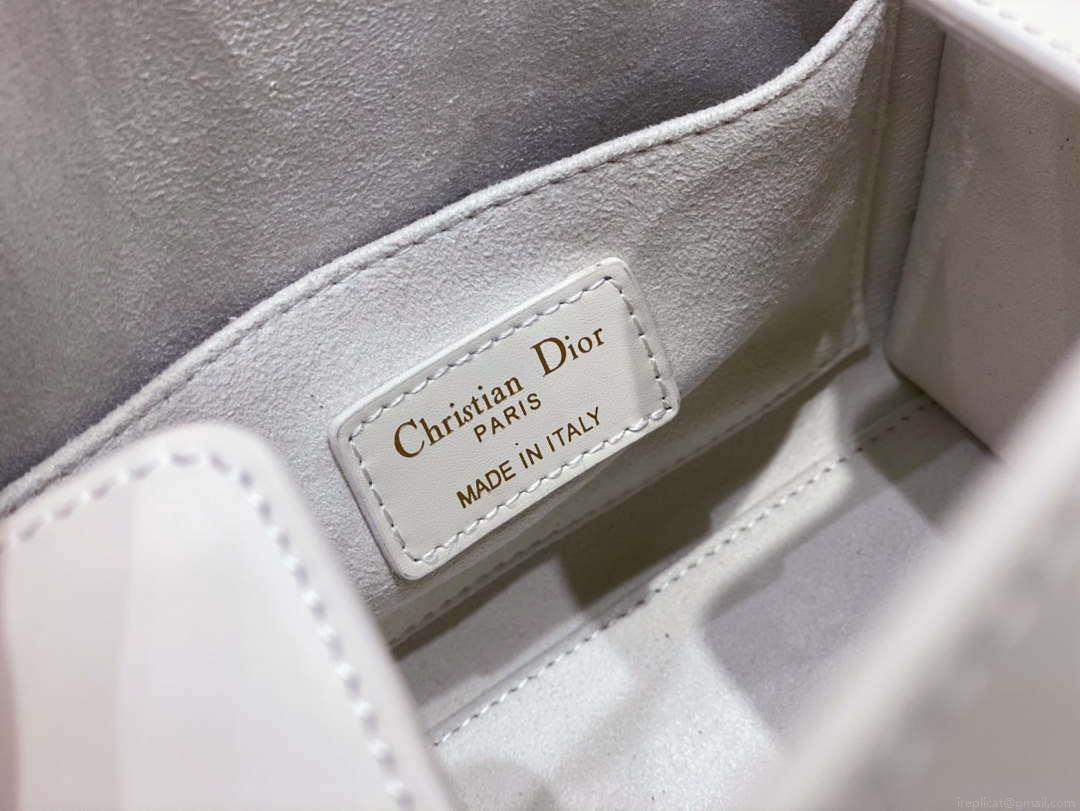 Christian Dior
PARIS
MADE IN ITALY
ireplicat@gmail.com